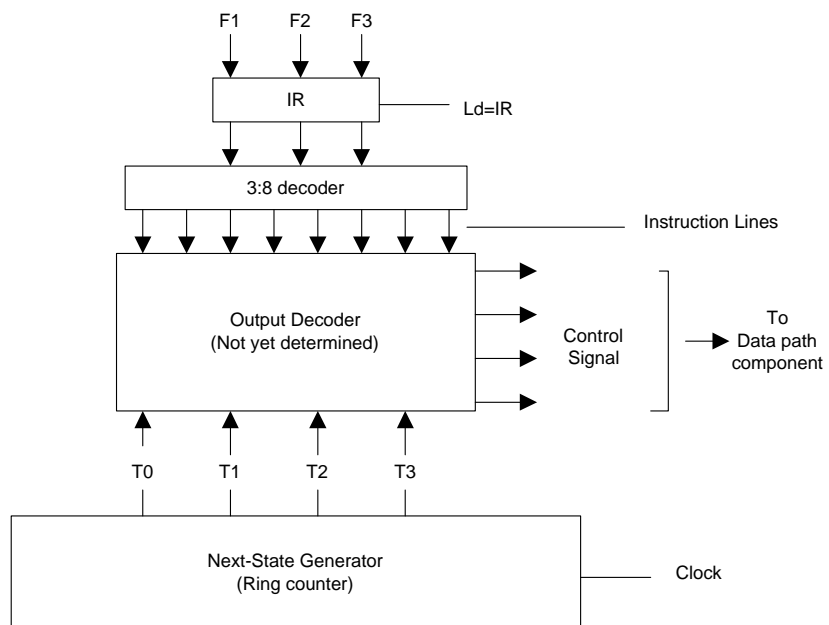 F1 F2 F3
IR
Ld=IR
3:8 decoder
Instruction Lines
Output Decoder
(Not yet determined)
Control
Signal
To
Data path
component
T0 T1 T2 T3
Next-State Generator
(Ring counter)
Clock